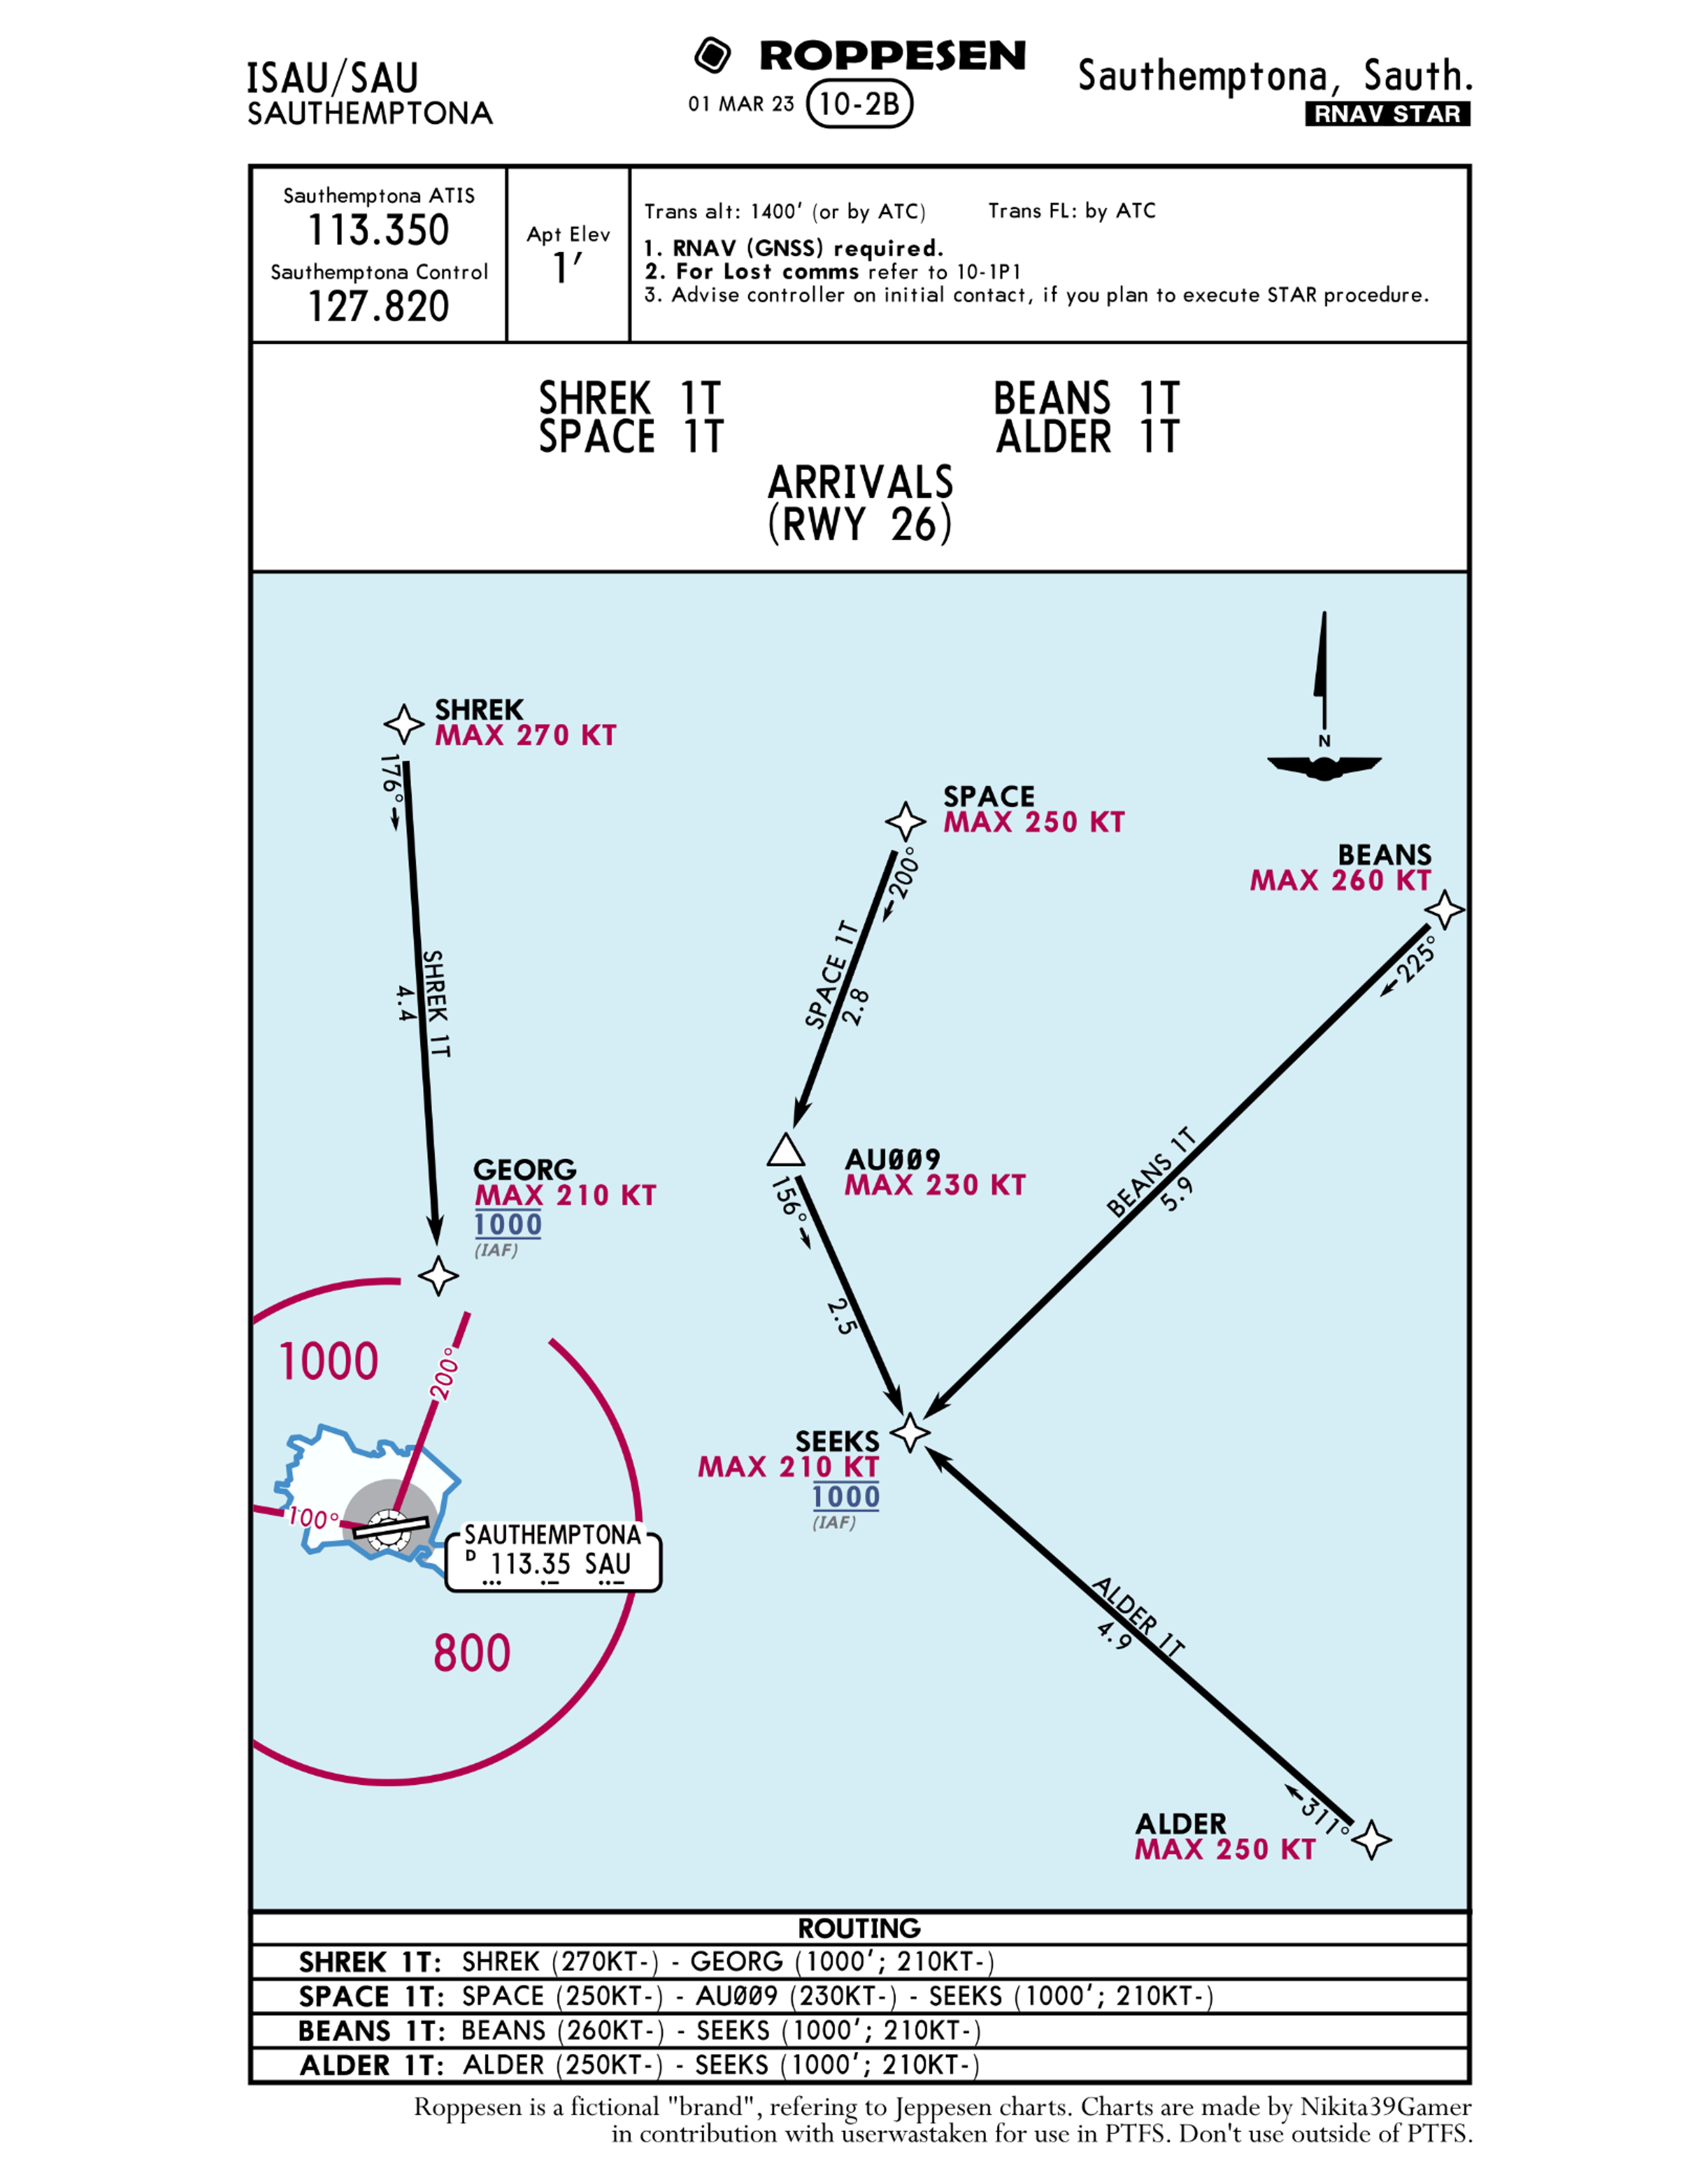 ISAU/SAU
SAUTHEMPTONA
ROPPESEN
01 MAR 23 10-2B
Sauthemptona, Sauth.
RNAV STAR
Sauthemptona ATIS
113.350
Sauthemptona Control
127.820
Apt Elev
1'
Trans alt: 1400' (or by ATC) Trans FL: by ATC
1. RNAV (GNSS) required.
2. For Lost comms refer to 10-1P1
3. Advise controller on initial contact, if you plan to execute STAR procedure.
SHREK 1T BEANS 1T
SPACE 1T ALDER 1T
ARRIVALS
(RWY 26)
N
SHREK
MAX 270 KT
176°
SHREK 1T
4.4
SPACE
MAX 250 KT
200°
SPACE 1T
2.8
BEANS
MAX 260 KT
225°
BEANS 1T
5.9
AU009
MAX 230 KT
156°
2.5
GEORG
MAX 210 KT
1000
(IAF)
1000
200°
100°
SAUTHEMPTONA
D 113.35 SAU
800
SEEKS
MAX 210 KT
1000
(IAF)
ALDER 1T
4.9
311°
ALDER
MAX 250 KT
ROUTING
SHREK 1T: SHREK (270KT-) - GEORG (1000'; 210KT-)
SPACE 1T: SPACE (250KT-) - AU009 (230KT-) - SEEKS (1000'; 210KT-)
BEANS 1T: BEANS (260KT-) - SEEKS (1000'; 210KT-)
ALDER 1T: ALDER (250KT-) - SEEKS (1000'; 210KT-)
Roppesen is a fictional "brand", refering to Jeppesen charts. Charts are made by Nikita39Gamer
in contribution with userwastaken for use in PTFS. Don't use outside of PTFS.